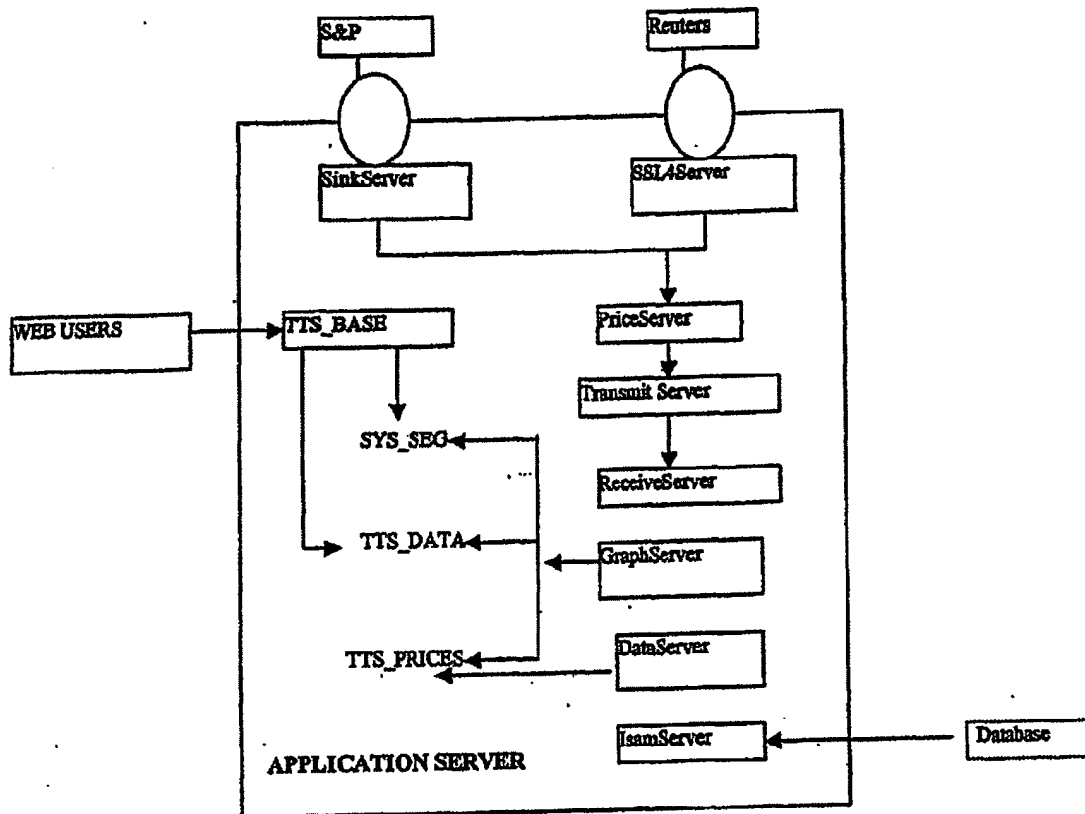 S&P
Reuters
SinkServer
SSL4Server
WEB USERS
TTS_BASE
PriceServer
Transmit Server
SYS_SEG
ReceiveServer
TTS_DATA
GraphServer
TTS_PRICES
DataServer
IsamServer
Database
APPLICATION SERVER